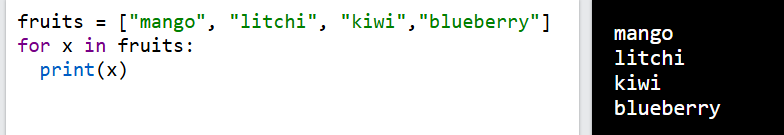 fruits = ["mango", "litchi", "kiwi","blueberry"]
for x in fruits:
  print(x)
mango
litchi
kiwi
blueberry